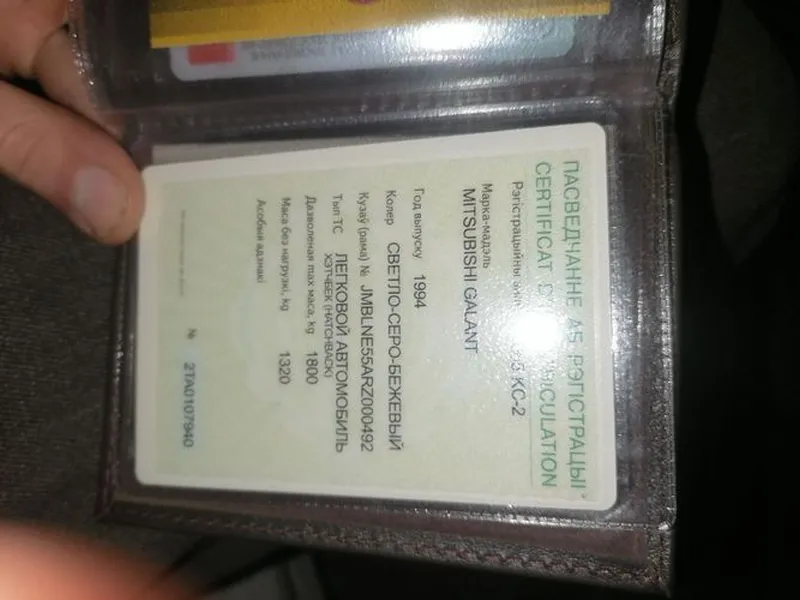 ПАСВЕДЧАННЕ АБ РЭГІСТРАЦЫІ
CERTIFICAT
Рэгістрацыйны КС-2
Марка-мадэль
MITSUBISHI GALANT
Год выпуску 1994
Колер СВЕТЛО-СЕРО-БЕЖЕВЫЙ
Кузаў (рама) № JMBLNE55ARZ000492
Тып ТС ЛЕГКОВОЙ АВТОМОБИЛЬ
ХЭТЧБЕК (HATCHBACK)
Дазволеная max маса, kg 1800
Маса без нагрузкі, kg 1320
Асобыя адзнакі
№ 2TA0107940